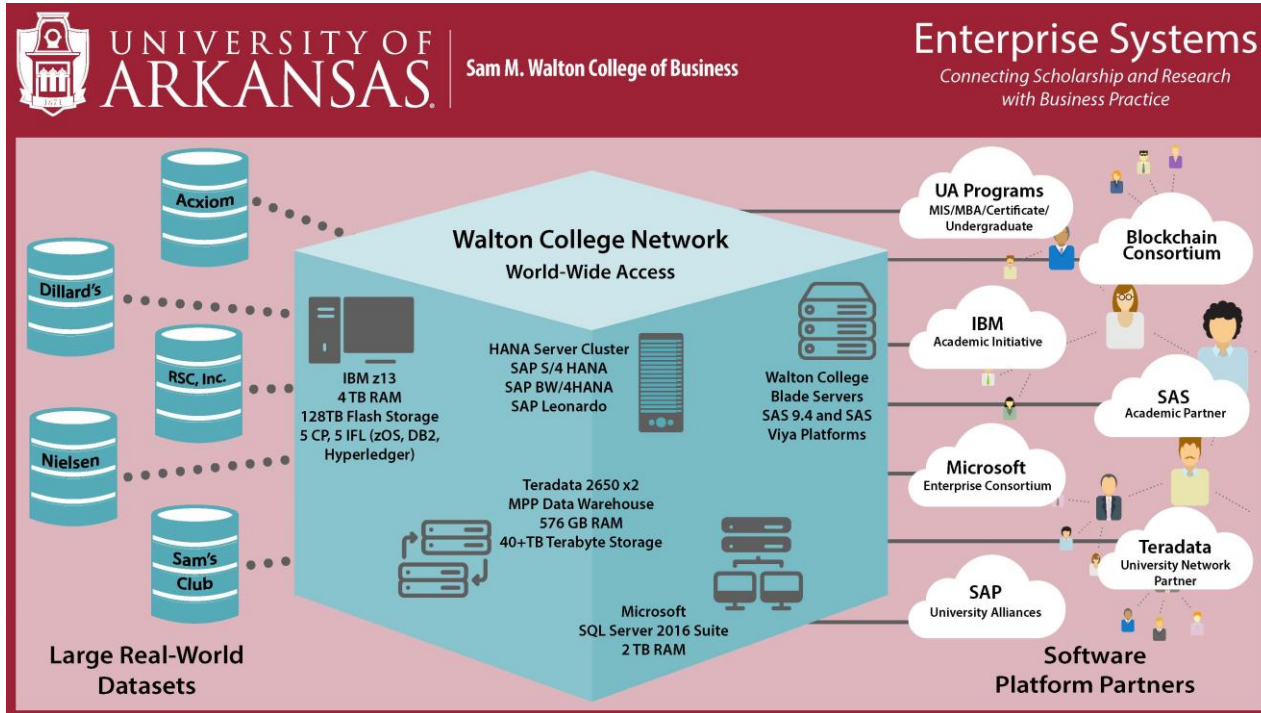 UNIVERSITY OF
ARKANSAS.
1871
Sam M. Walton College of Business
Enterprise Systems
Connecting Scholarship and Research
with Business Practice
Acxiom
Dillard's
RSC, Inc.
Nielsen
Sam's
Club
Large Real-World
Datasets
Walton College Network
World-Wide Access
IBM z13
4 TB RAM
128TB Flash Storage
5 CP, 5 IFL (zOS, DB2,
Hyperledger)
HANA Server Cluster
SAP S/4 HANA
SAP BW/4HANA
SAP Leonardo
Walton College
Blade Servers
SAS 9.4 and SAS
Viya Platforms
Teradata 2650 x2
MPP Data Warehouse
576 GB RAM
40+TB Terabyte Storage
Microsoft
SQL Server 2016 Suite
2 TB RAM
UA Programs
MIS/MBA/Certificate/
Undergraduate
Blockchain
Consortium
IBM
Academic Initiative
SAS
Academic Partner
Microsoft
Enterprise Consortium
Teradata
University Network
Partner
SAP
University Alliances
Software
Platform Partners